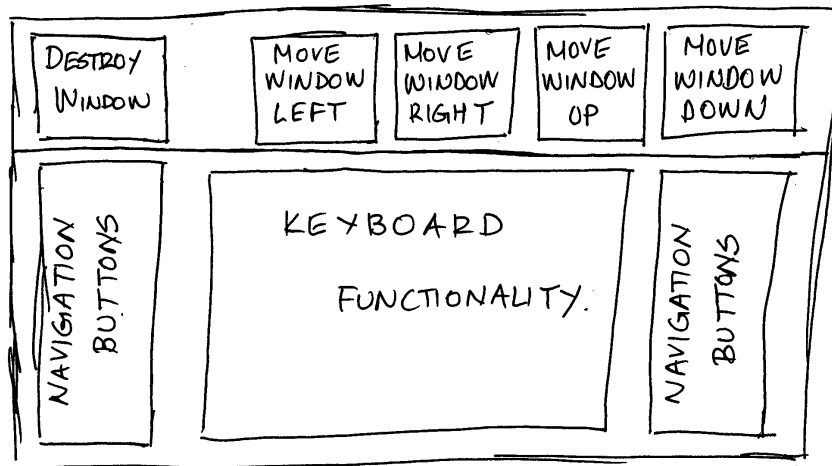 DESTROY
WINDOW
MOVE
WINDOW
LEFT
MOVE
WINDOW
RIGHT
MOVE
WINDOW
UP
MOVE
WINDOW
DOWN
NAVIGATION
BUTTONS
KEYBOARD
FUNCTIONALITY.
NAVIGATION
BUTTONS